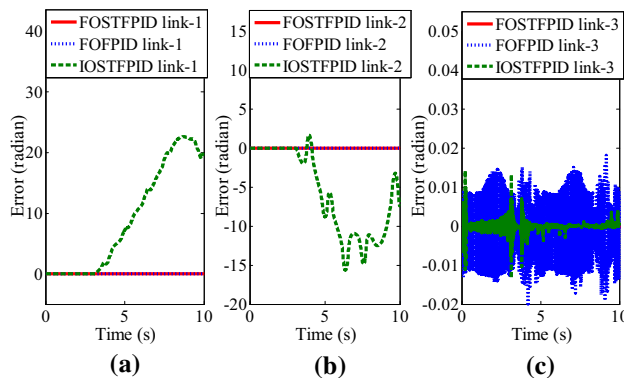 FOSTFPID link-1
FOFPID link-1
IOSTFPID link-1
Error (radian)
40
30
20
10
0
0
5
10
Time (s)
(a)
FOSTFPID link-2
FOFPID link-2
IOSTFPID link-2
Error (radian)
15
10
5
0
-5
-10
-15
-20
0
5
10
Time (s)
(b)
FOSTFPID link-3
FOFPID link-3
IOSTFPID link-3
Error (radian)
0.05
0.04
0.03
0.02
0.01
0
-0.01
-0.02
0
5
10
Time (s)
(c)